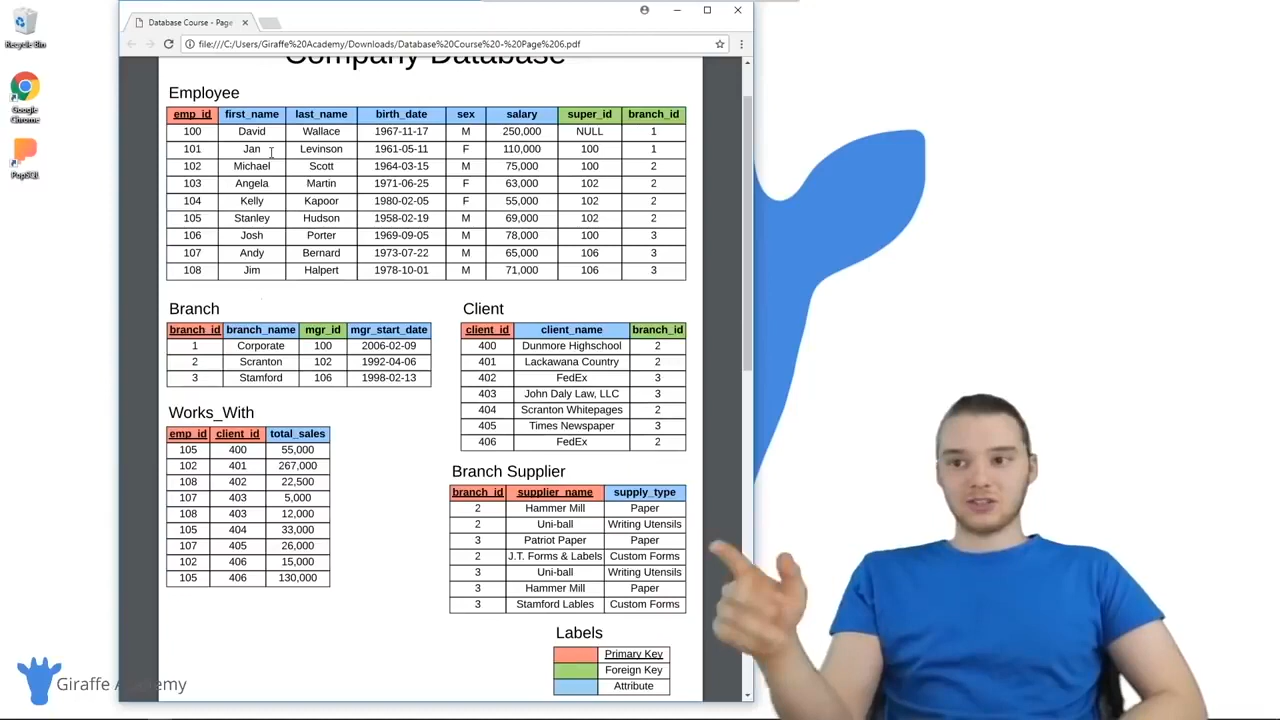 Recycle Bin
Google Chrome
PopSQL
Database Course - Page
file:///C:/Users/Giraffe%20Academy/Downloads/Database%20Course%20-%20Page%206.pdf
Company Database
Employee
emp_id first_name last_name birth_date sex salary super_id branch_id
100 David Wallace 1967-11-17 M 250,000 NULL 1
101 Jan Levinson 1961-05-11 F 110,000 100 1
102 Michael Scott 1964-03-15 M 75,000 100 2
103 Angela Martin 1971-06-25 F 63,000 102 2
104 Kelly Kapoor 1980-02-05 F 55,000 102 2
105 Stanley Hudson 1958-02-19 M 69,000 102 2
106 Josh Porter 1969-09-05 M 78,000 100 3
107 Andy Bernard 1973-07-22 M 65,000 106 3
108 Jim Halpert 1978-10-01 M 71,000 106 3
Branch
branch_id branch_name mgr_id mgr_start_date
1 Corporate 100 2006-02-09
2 Scranton 102 1992-04-06
3 Stamford 106 1998-02-13
Client
client_id client_name branch_id
400 Dunmore Highschool 2
401 Lackawana Country 2
402 FedEx 3
403 John Daly Law, LLC 3
404 Scranton Whitepages 2
405 Times Newspaper 3
406 FedEx 2
Works_With
emp_id client_id total_sales
105 400 55,000
102 401 267,000
108 402 22,500
107 403 5,000
108 403 12,000
105 404 33,000
107 405 26,000
102 406 15,000
105 406 130,000
Branch Supplier
branch_id supplier_name supply_type
2 Hammer Mill Paper
2 Uni-ball Writing Utensils
3 Patriot Paper Paper
2 J.T. Forms & Labels Custom Forms
3 Uni-ball Writing Utensils
3 Hammer Mill Paper
3 Stamford Lables Custom Forms
Labels
Primary Key
Foreign Key
Attribute
Giraffe Academy